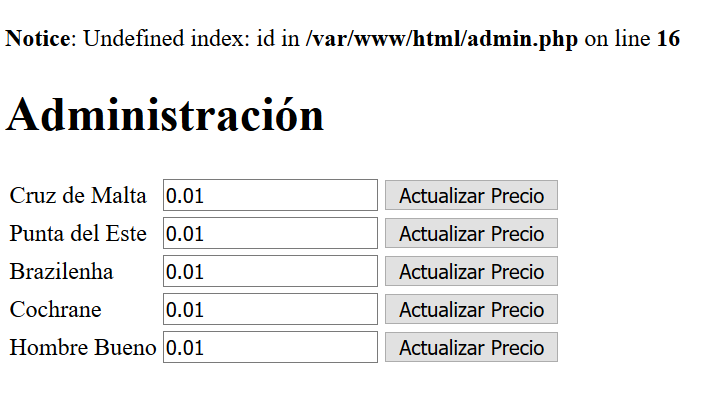 Notice: Undefined index: id in /var/www/html/admin.php on line 16
Administración
Cruz de Malta 0.01 Actualizar Precio
Punta del Este 0.01 Actualizar Precio
Brazilenha 0.01 Actualizar Precio
Cochrane 0.01 Actualizar Precio
Hombre Bueno 0.01 Actualizar Precio